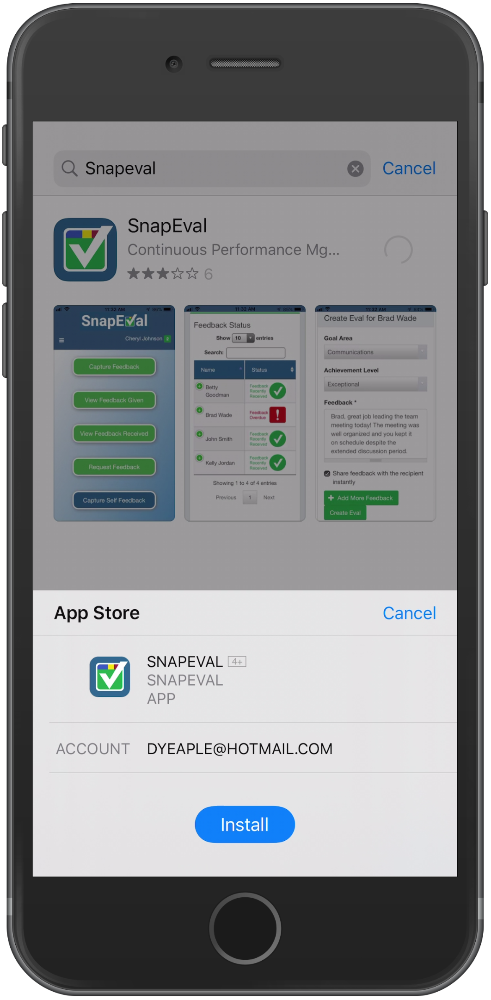 Snapeval
Cancel
SnapEval
Continuous Performance Mg...
6
11:32 AM
86%
SnapEval
Cheryl Johnson 2
Capture Feedback
View Feedback Given
View Feedback Received
Request Feedback
Capture Self Feedback
11:32 AM
85%
Feedback Status
Show 10 entries
Search:
Name
Status
Betty
Goodman
Feedback
Recently
Received
Brad Wade
Feedback
Overdue
John Smith
Feedback
Recently
Received
Kelly Jordan
Feedback
Recently
Received
Showing 1 to 4 of 4 entries
Previous 1 Next
11:32 AM
84%
Create Eval for Brad Wade
Goal Area
Communications
Achievement Level
Exceptional
Feedback *
Brad, great job leading the team
meeting today! The meeting was
well organized and you kept it
on schedule despite the
extended discussion period.
Share feedback with the recipient
instantly
Add More Feedback
Create Eval
App Store
Cancel
SNAPEVAL 4+
SNAPEVAL
APP
ACCOUNT
DYEAPLE@HOTMAIL.COM
Install